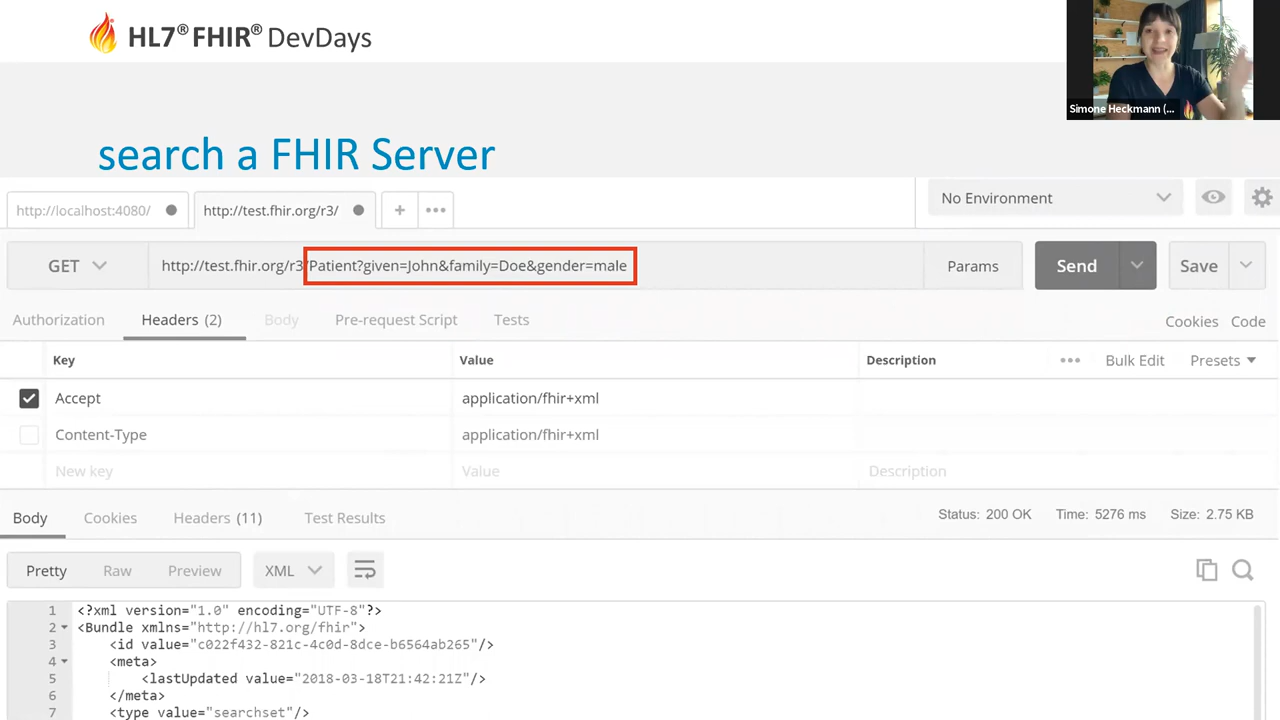 HL7® FHIR® DevDays
Simone Heckmann (...
search a FHIR Server
http://localhost:4080/
http://test.fhir.org/r3/
No Environment
GET
http://test.fhir.org/r3/Patient?given=John&family=Doe&gender=male
Params
Send
Save
Authorization
Headers (2)
Body
Pre-request Script
Tests
Cookies
Code
Key
Value
Description
Bulk Edit
Presets
Accept
application/fhir+xml
Content-Type
application/fhir+xml
New key
Value
Description
Body
Cookies
Headers (11)
Test Results
Status: 200 OK
Time: 5276 ms
Size: 2.75 KB
Pretty
Raw
Preview
XML
1 <?xml version="1.0" encoding="UTF-8"?>
2 <Bundle xmlns="http://hl7.org/fhir">
3 <id value="c022f432-821c-4c0d-8dce-b6564ab265"/>
4 <meta>
5 <lastUpdated value="2018-03-18T21:42:21Z"/>
6 </meta>
7 <type value="searchset"/>